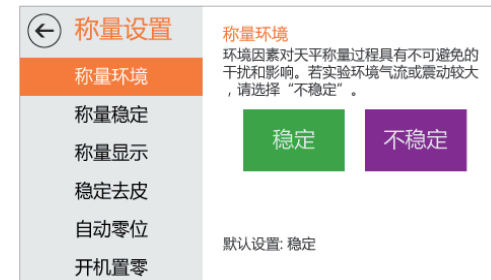 称量设置
称量环境
称量稳定
称量显示
稳定去皮
自动零位
开机置零
称量环境
环境因素对天平称量过程具有不可避免的
干扰和影响。若实验环境气流或震动较大
，请选择“不稳定”。
稳定
不稳定
默认设置: 稳定